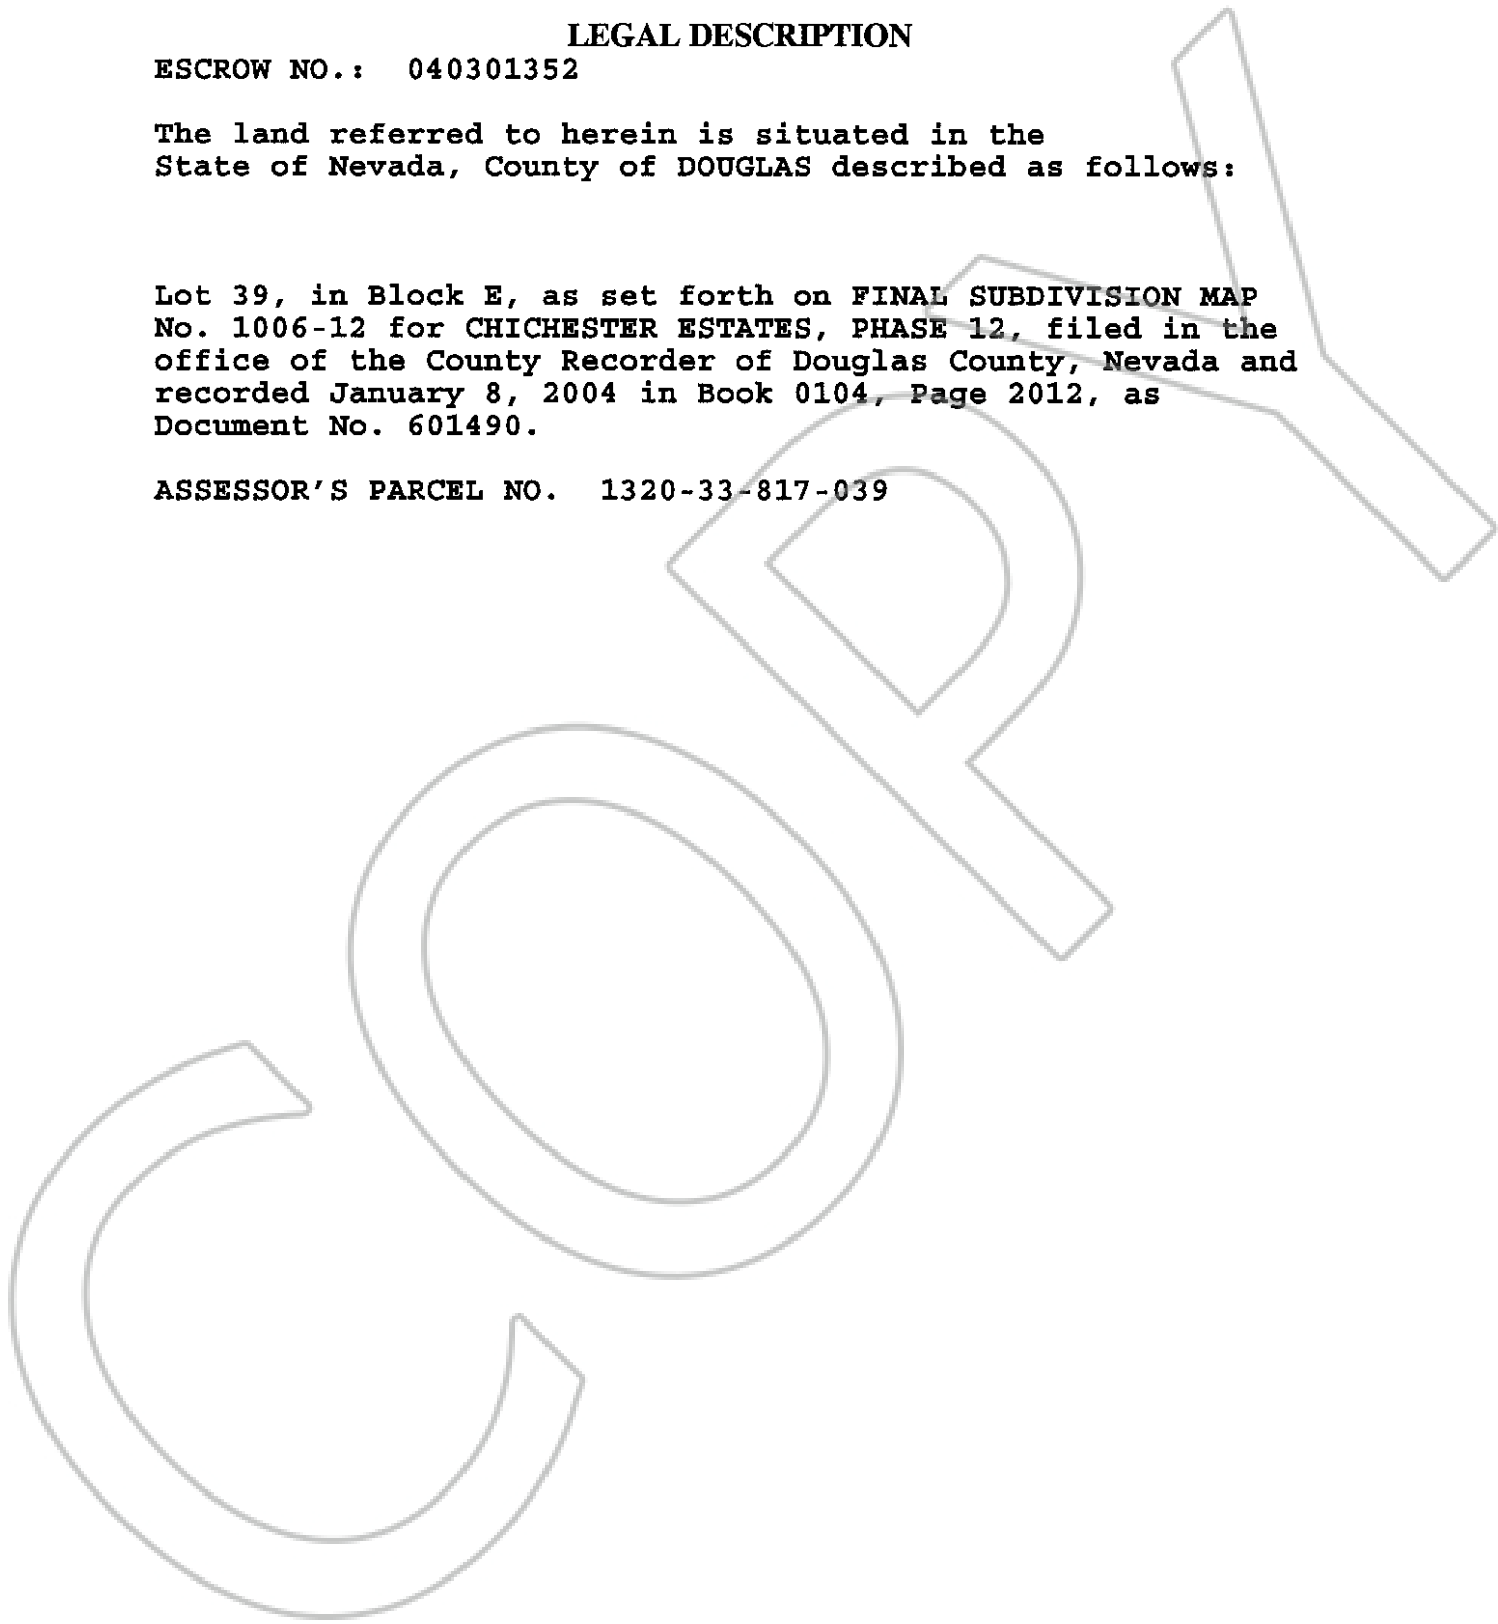 LEGAL DESCRIPTION
ESCROW NO.: 040301352
The land referred to herein is situated in the
State of Nevada, County of DOUGLAS described as follows:
Lot 39, in Block E, as set forth on FINAL SUBDIVISION MAP
No. 1006-12 for CHICHESTER ESTATES, PHASE 12, filed in the
office of the County Recorder of Douglas County, Nevada and
recorded January 8, 2004 in Book 0104, Page 2012, as
Document No. 601490.
ASSESSOR'S PARCEL NO. 1320-33-817-039
COPY